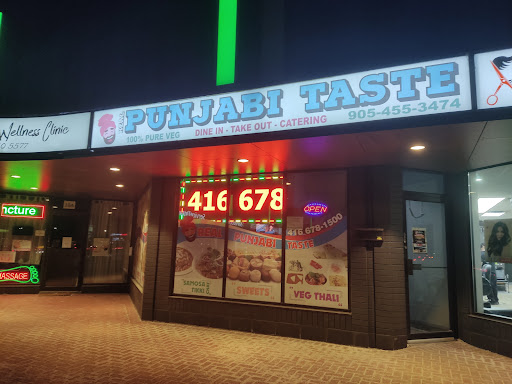 Wellness Clinic
PUNJABI TASTE
100% PURE VEG
DINE IN - TAKE OUT - CATERING
905-455-3474
ncture
MASSAGE
416 678
OPEN
416 678-1500
PUNJABI TASTE
SAMOSA
TIKKI
SWEETS
VEG THALI